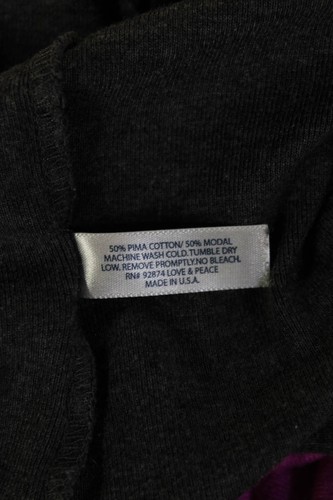 50% PIMA COTTON/ 50% MODAL
MACHINE WASH COLD.TUMBLE DRY
LOW. REMOVE PROMPTLY.NO BLEACH.
RN# 92874 LOVE & PEACE
MADE IN U.S.A.